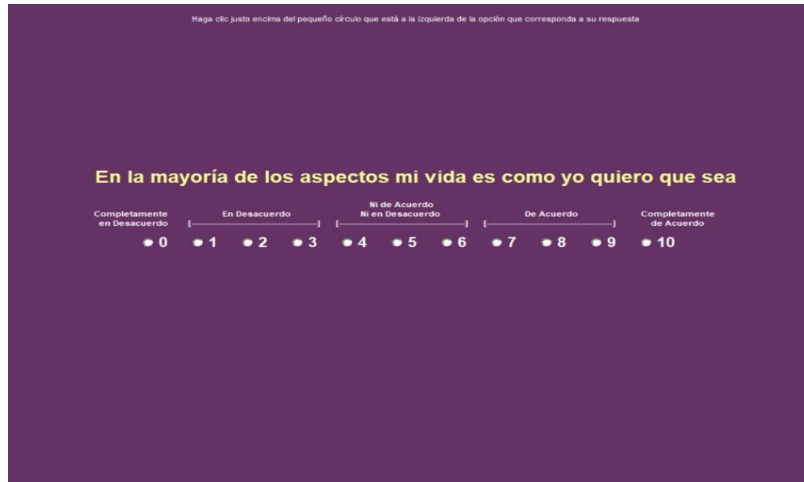 Haga clic justo encima del pequeño círculo que está a la izquierda de la opción que corresponda a su respuesta
En la mayoría de los aspectos mi vida es como yo quiero que sea
Completamente
en Desacuerdo
En Desacuerdo
Ni de Acuerdo
Ni en Desacuerdo
De Acuerdo
Completamente
de Acuerdo
0 1 2 3 4 5 6 7 8 9 10